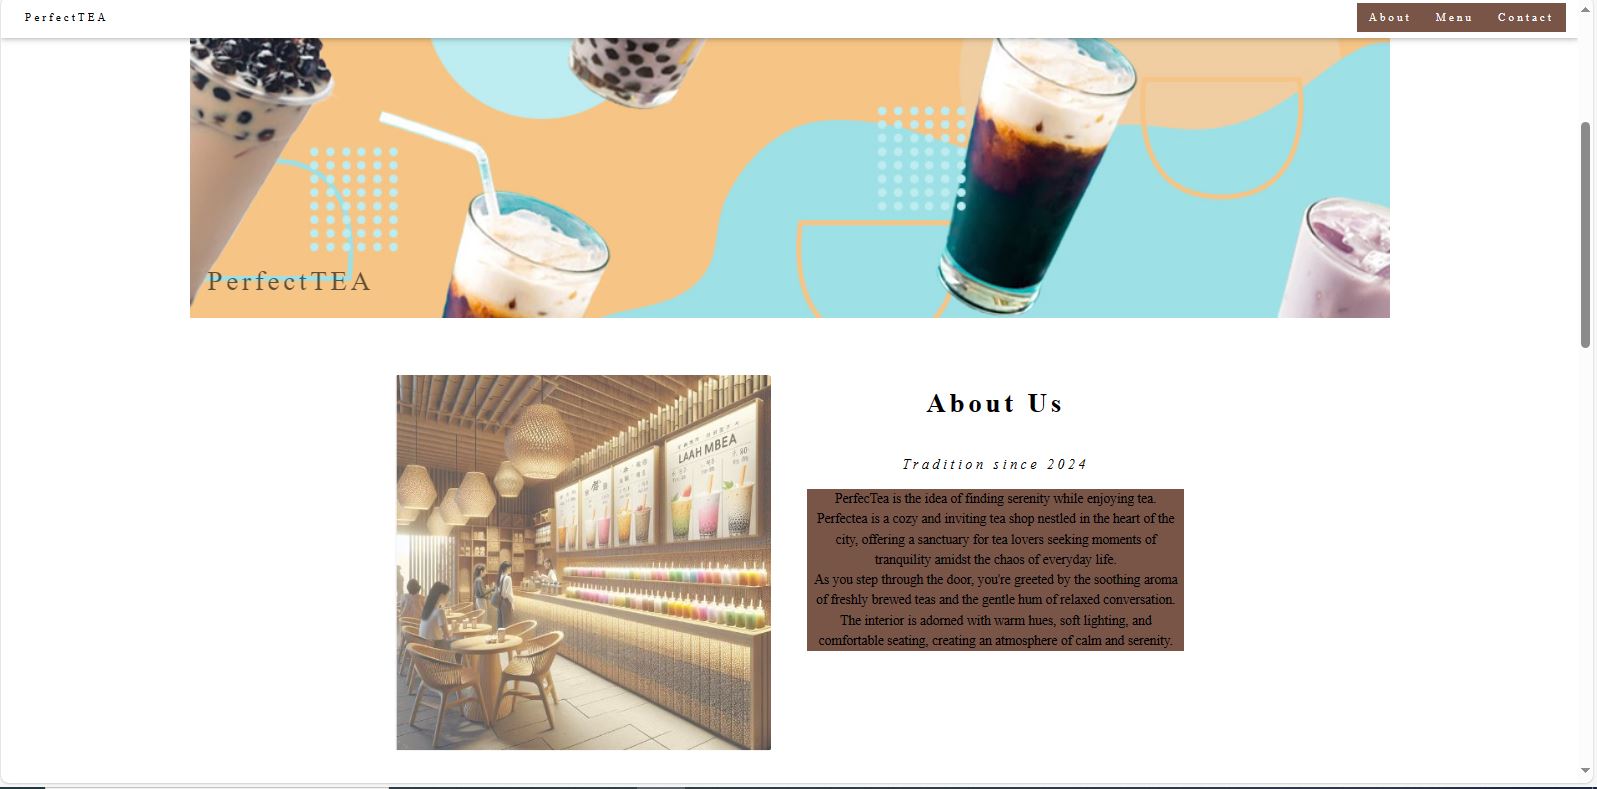 PerfectTEA
About Menu Contact
PerfectTEA
LAAH MBEA
About Us
Tradition since 2024
PerfecTea is the idea of finding serenity while enjoying tea.
Perfectea is a cozy and inviting tea shop nestled in the heart of the
city, offering a sanctuary for tea lovers seeking moments of
tranquility amidst the chaos of everyday life.
As you step through the door, you're greeted by the soothing aroma
of freshly brewed teas and the gentle hum of relaxed conversation.
The interior is adorned with warm hues, soft lighting, and
comfortable seating, creating an atmosphere of calm and serenity.